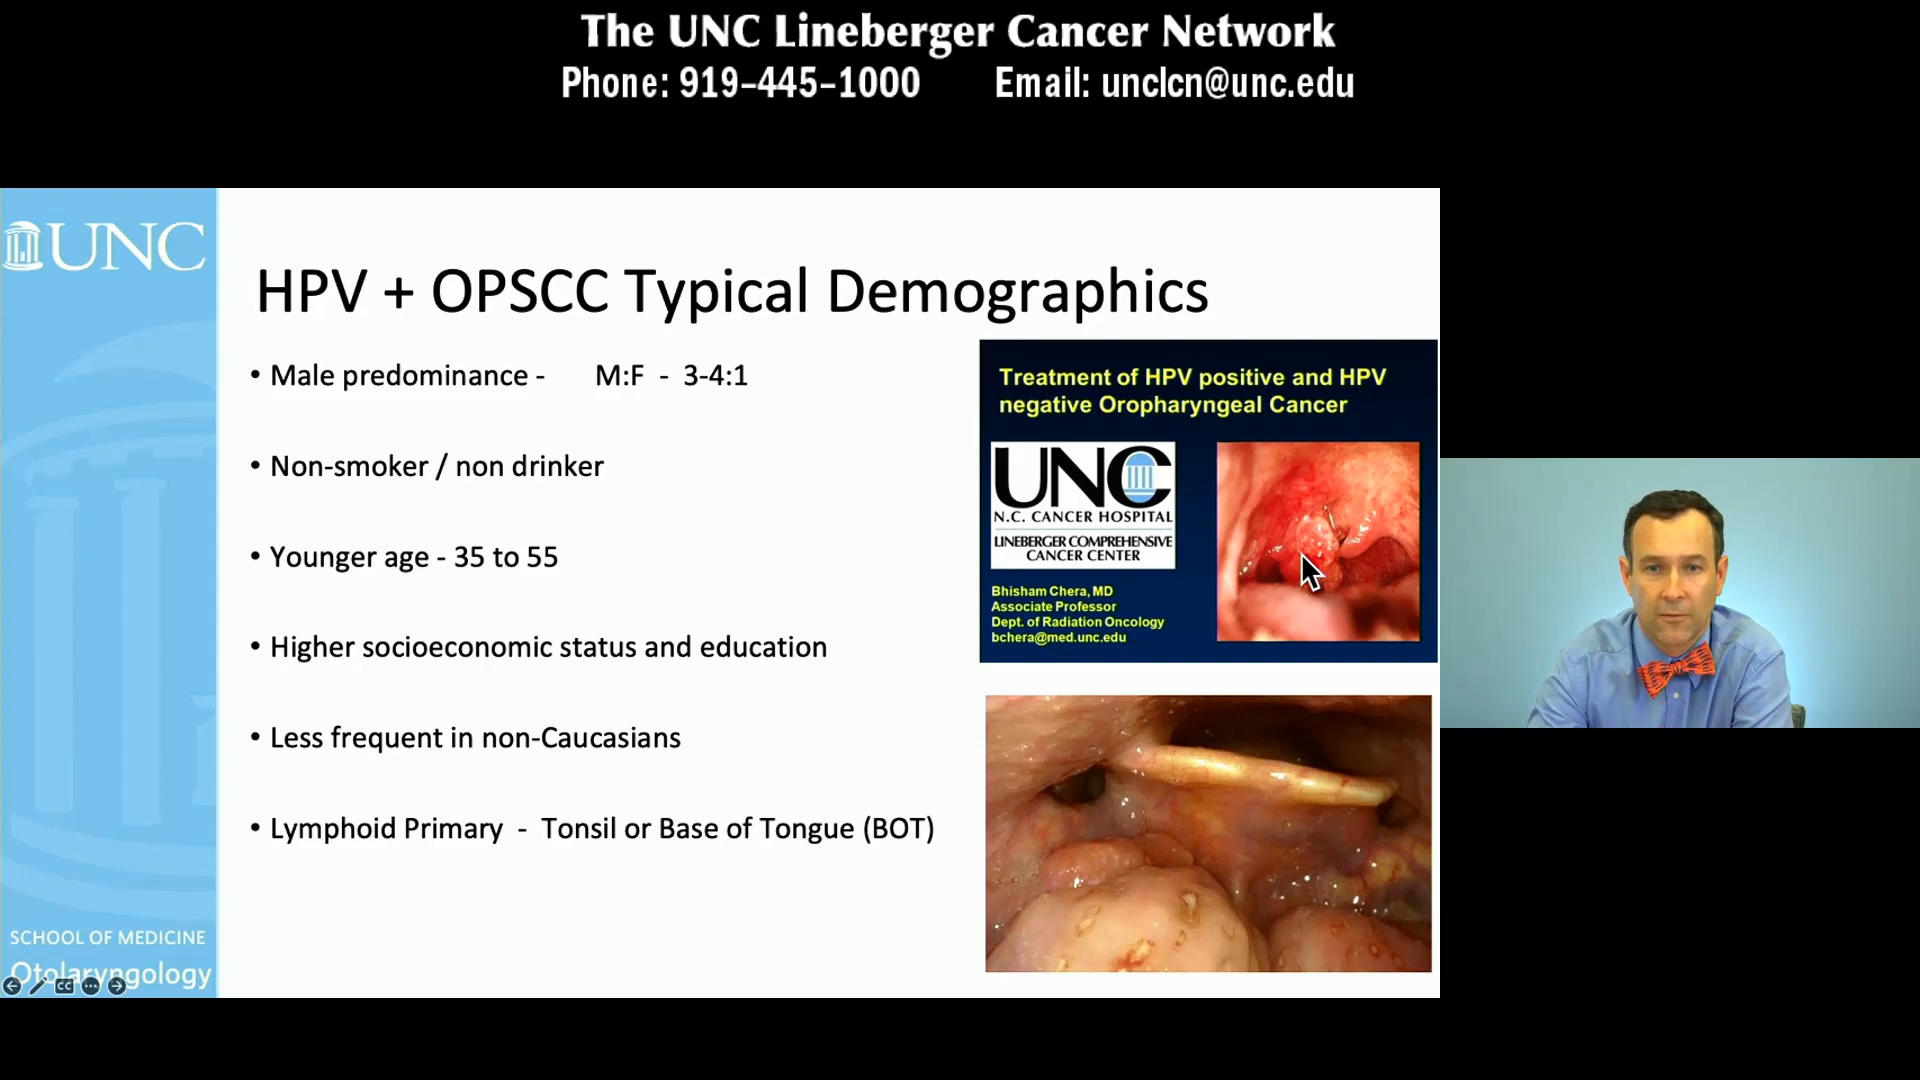 The UNC Lineberger Cancer Network
Phone: 919-445-1000 Email: unclcn@unc.edu
UNC
HPV + OPSCC Typical Demographics
• Male predominance - M:F - 3-4:1
• Non-smoker / non drinker
• Younger age - 35 to 55
• Higher socioeconomic status and education
• Less frequent in non-Caucasians
• Lymphoid Primary - Tonsil or Base of Tongue (BOT)
Treatment of HPV positive and HPV
negative Oropharyngeal Cancer
UNC
N.C. CANCER HOSPITAL
LINEBERGER COMPREHENSIVE
CANCER CENTER
Bhisham Chera, MD
Associate Professor
Dept. of Radiation Oncology
bchera@med.unc.edu
SCHOOL OF MEDICINE
Otolaryngology
CC